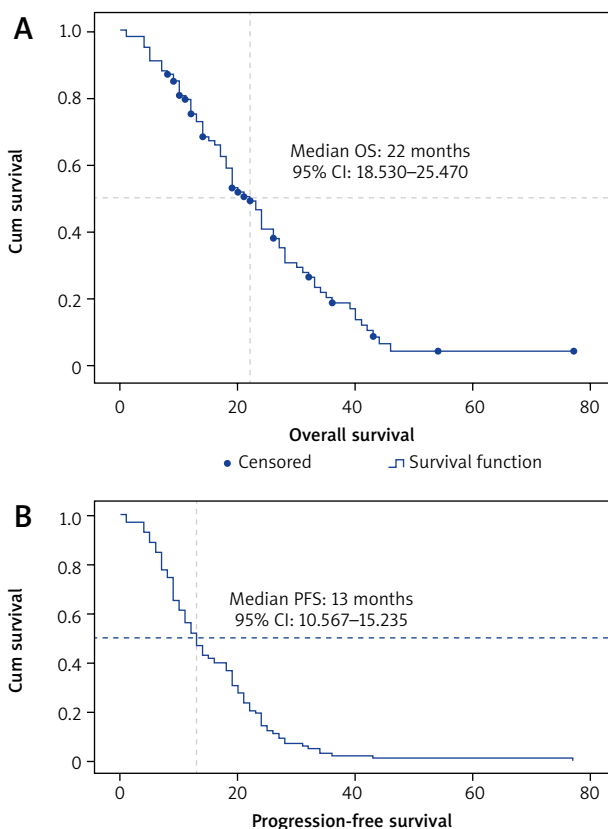 A
1.0
0.8
0.6
0.4
0.2
0
Cum survival
Median OS: 22 months
95% CI: 18.530–25.470
0 20 40 60 80
Overall survival
Censored Survival function
B
1.0
0.8
0.6
0.4
0.2
0
Cum survival
Median PFS: 13 months
95% CI: 10.567–15.235
0 20 40 60 80
Progression-free survival